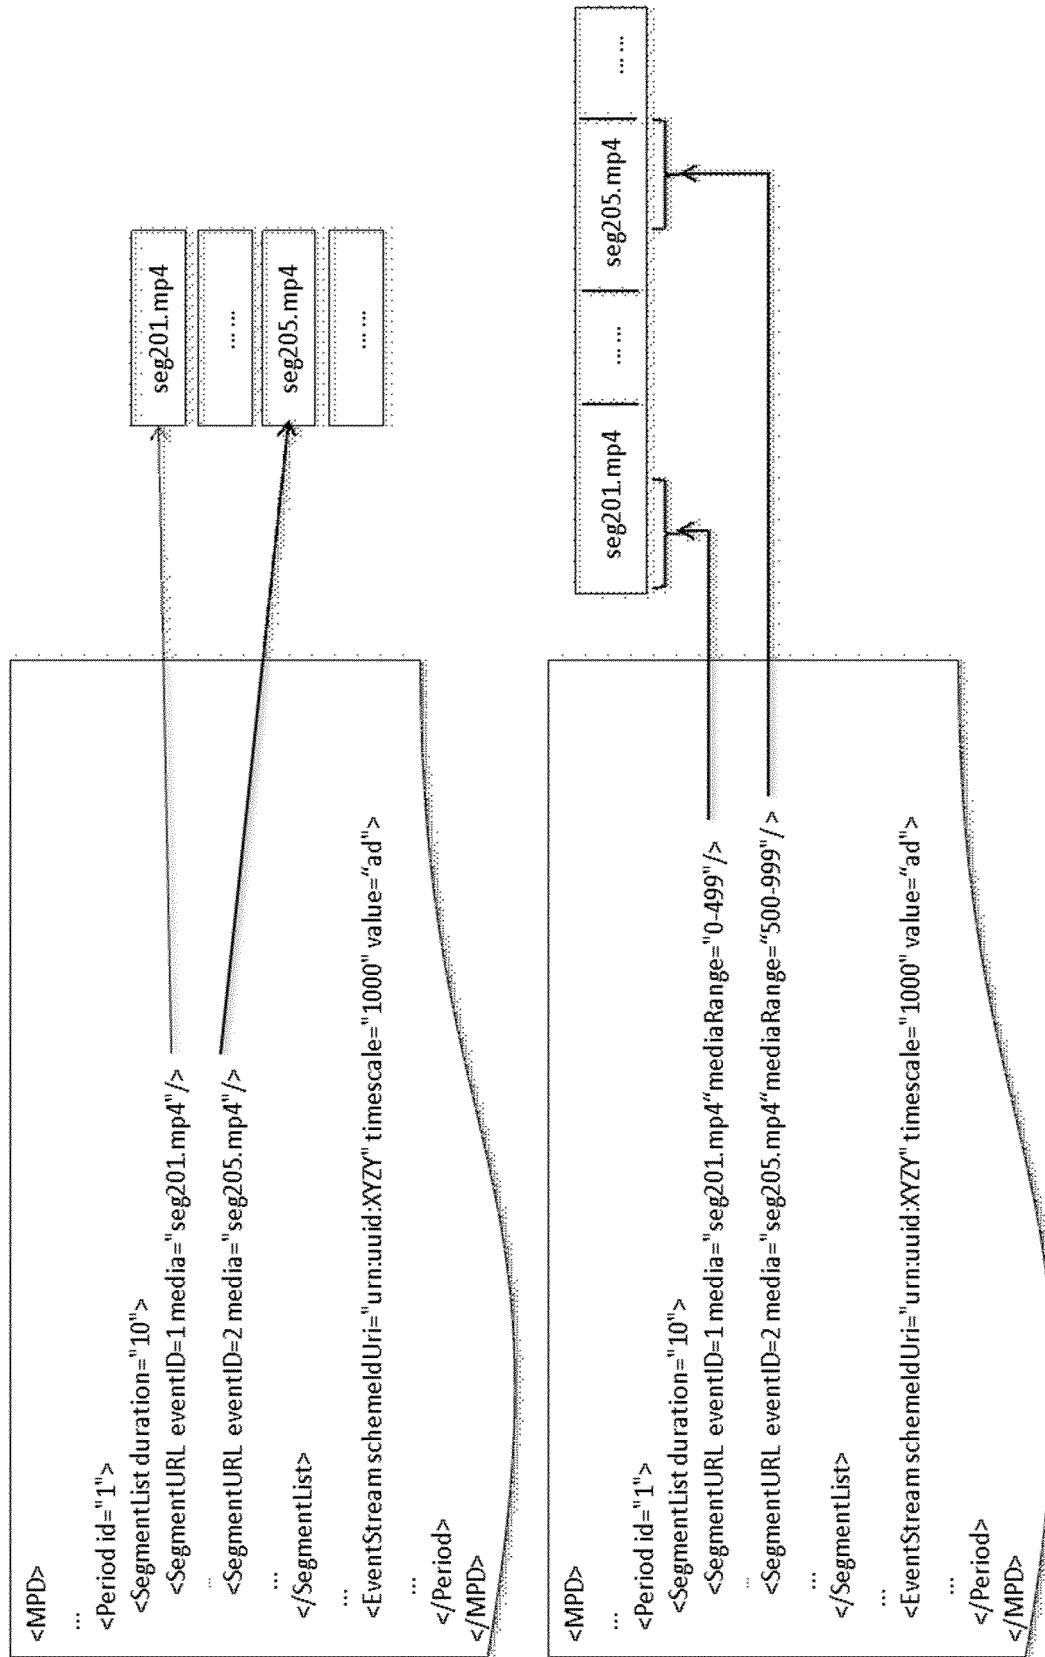 <MPD>
...
<Period id="1">
<SegmentList duration="10">
<SegmentURL eventID=1 media="seg201.mp4"/>
...
<SegmentURL eventID=2 media="seg205.mp4"/>
...
</SegmentList>
...
<EventStream schemeIdUri="urn:uuid:XYZY" timescale="1000" value="ad">
...
</Period>
</MPD>
seg201.mp4
... ...
seg205.mp4
... ...
<MPD>
...
<Period id="1">
<SegmentList duration="10">
<SegmentURL eventID=1 media="seg201.mp4“mediaRange="0-499"/>
...
<SegmentURL eventID=2 media="seg205.mp4“mediaRange=“500-999"/>
...
</SegmentList>
...
<EventStream schemeIdUri="urn:uuid:XYZY" timescale="1000" value=“ad">
...
</Period>
</MPD>
seg201.mp4
... ...
seg205.mp4
... ...